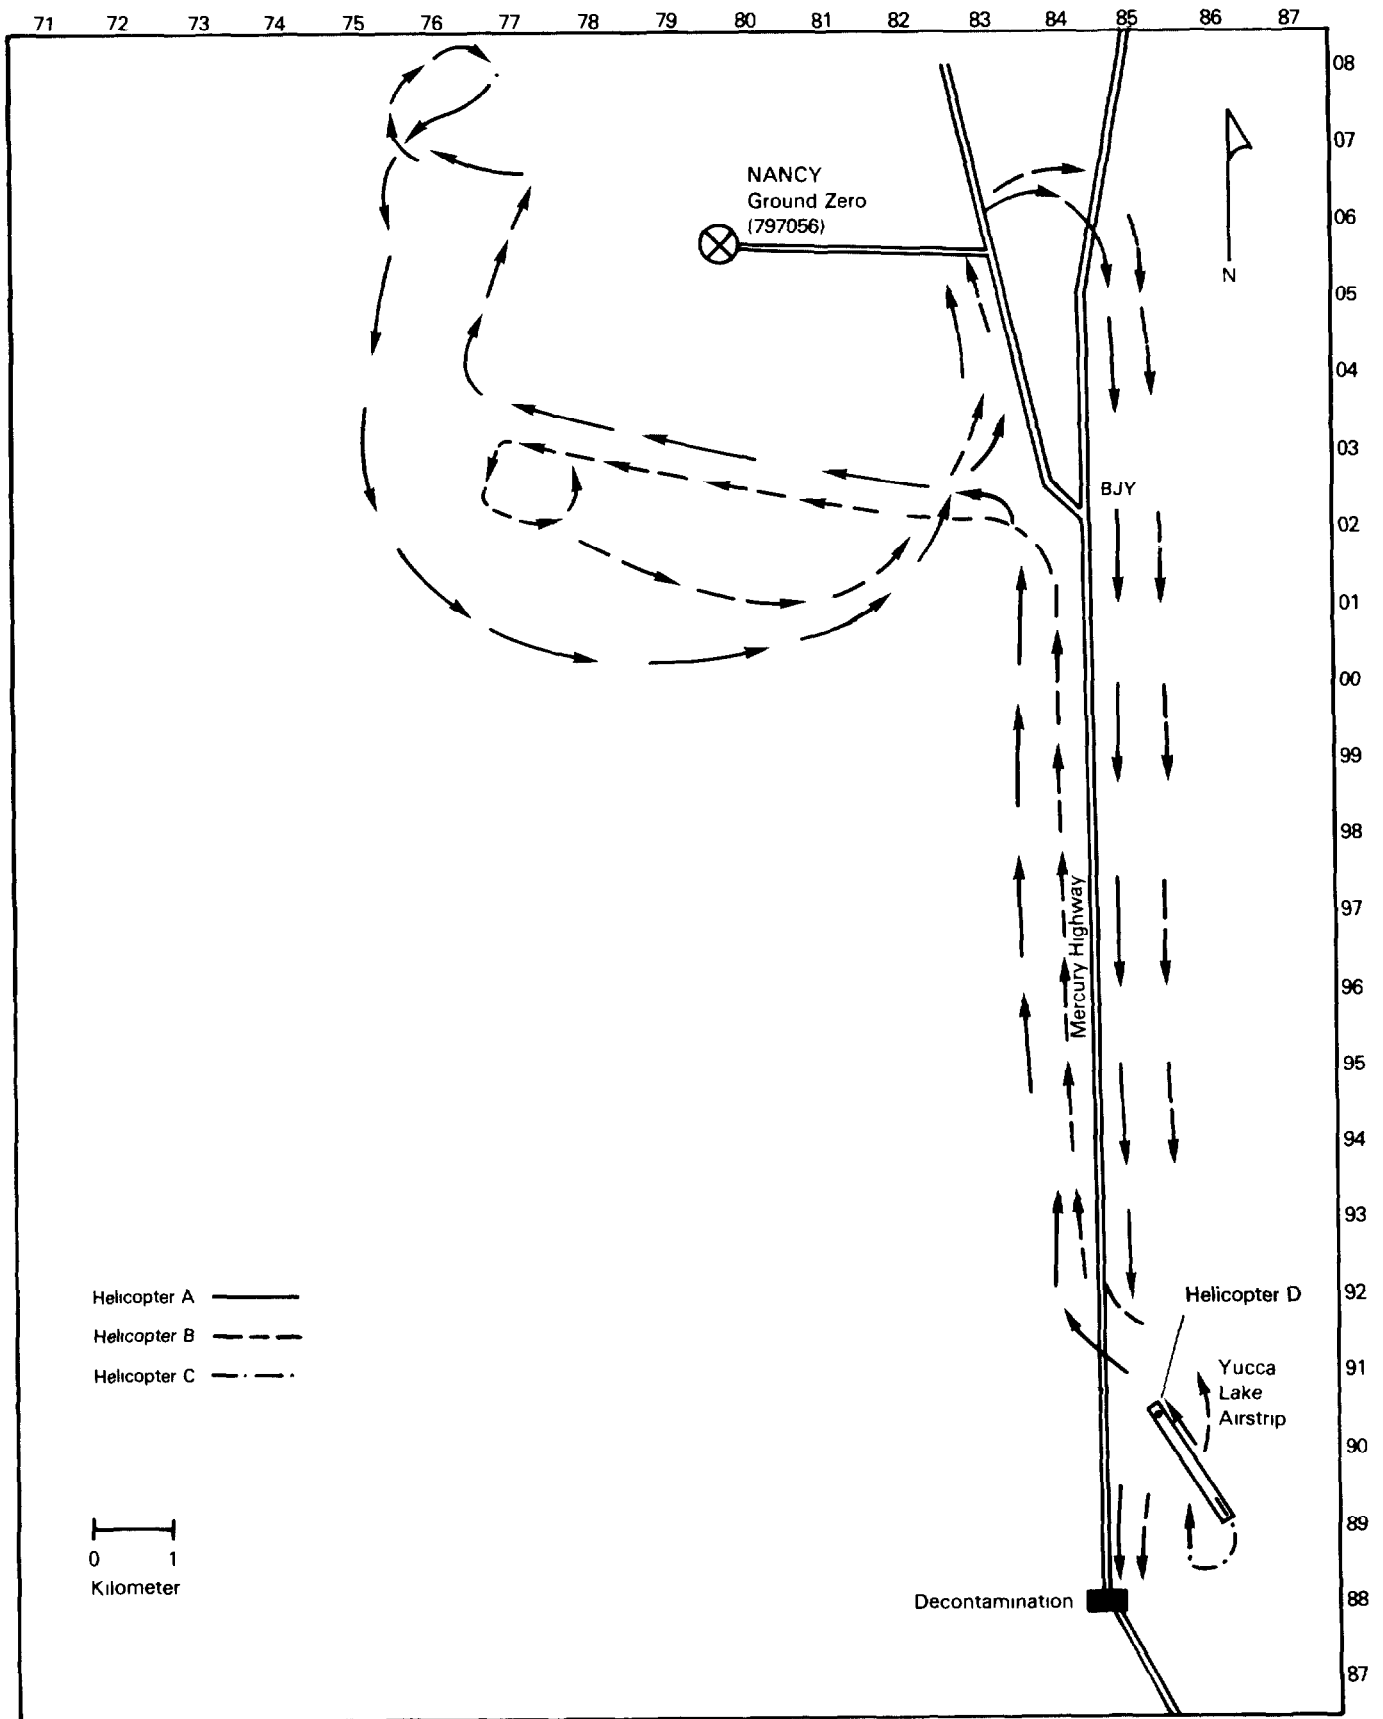 71 72 73 74 75 76 77 78 79 80 81 82 83 84 85 86 87
08
07
NANCY
Ground Zero
(797056)
06
N
05
04
03
BJY
02
01
00
99
98
97
Mercury Highway
96
95
94
93
92
Helicopter A
Helicopter B
Helicopter C
Helicopter D
91
Yucca
Lake
Airstrip
90
89
0 1
Kilometer
Decontamination
88
87